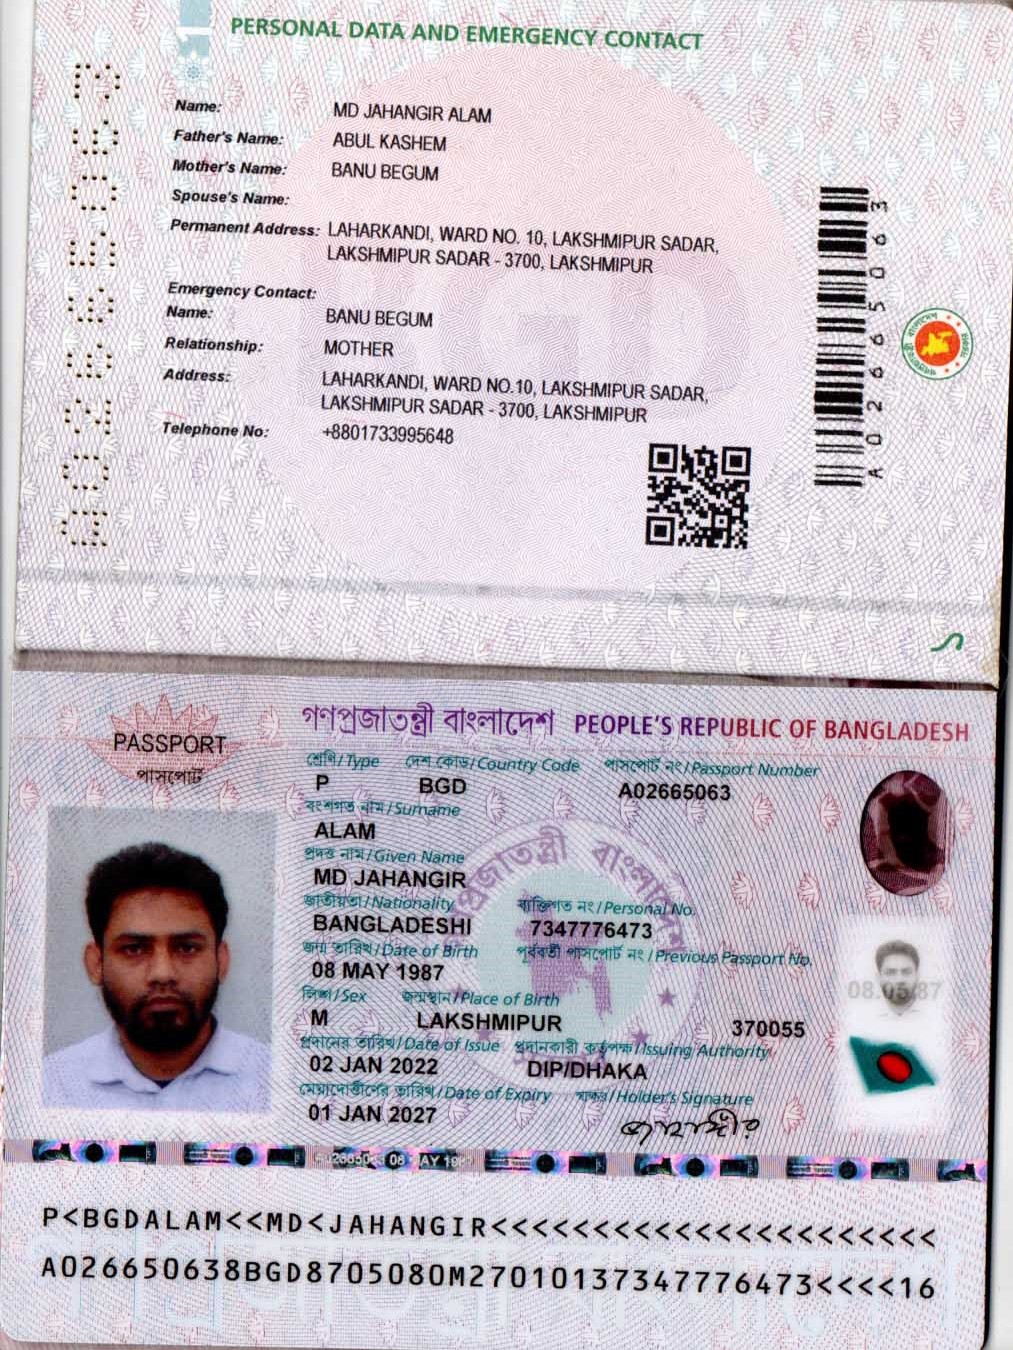 PERSONAL DATA AND EMERGENCY CONTACT
Name: MD JAHANGIR ALAM
Father's Name: ABUL KASHEM
Mother's Name: BANU BEGUM
Spouse's Name:
Permanent Address: LAHARKANDI, WARD NO. 10, LAKSHMIPUR SADAR,
LAKSHMIPUR SADAR - 3700, LAKSHMIPUR
Emergency Contact:
Name: BANU BEGUM
Relationship: MOTHER
Address: LAHARKANDI, WARD NO.10, LAKSHMIPUR SADAR,
LAKSHMIPUR SADAR - 3700, LAKSHMIPUR
Telephone No: +8801733995648
A02665063
A02665063
গণপ্রজাতন্ত্রী বাংলাদেশ PEOPLE'S REPUBLIC OF BANGLADESH
PASSPORT
পাসপোর্ট
শ্রেণি/Type দেশ কোড/Country Code পাসপোর্ট নং/Passport Number
P BGD A02665063
বংশগত নাম/Surname
ALAM
প্রদত্ত নাম/Given Name
MD JAHANGIR
জাতীয়তা/Nationality ব্যক্তিগত নং/Personal No.
BANGLADESHI 7347776473
জন্ম তারিখ/Date of Birth পূর্ববর্তী পাসপোর্ট নং/Previous Passport No.
08 MAY 1987
লিঙ্গ/Sex জন্মস্থান/Place of Birth
M LAKSHMIPUR 370055
প্রদানের তারিখ/Date of Issue প্রদানকারী কর্তৃপক্ষ/Issuing Authority
02 JAN 2022 DIP/DHAKA
মেয়াদোত্তীর্ণের তারিখ/Date of Expiry স্বাক্ষর/Holder's Signature
01 JAN 2027 জাহাঙ্গীর
08.05/87
P<BGDALAM<<MD<JAHANGIR<<<<<<<<<<<<<<<<<<<<<<
A026650638BGD8705080M27010137347776473<<<<16